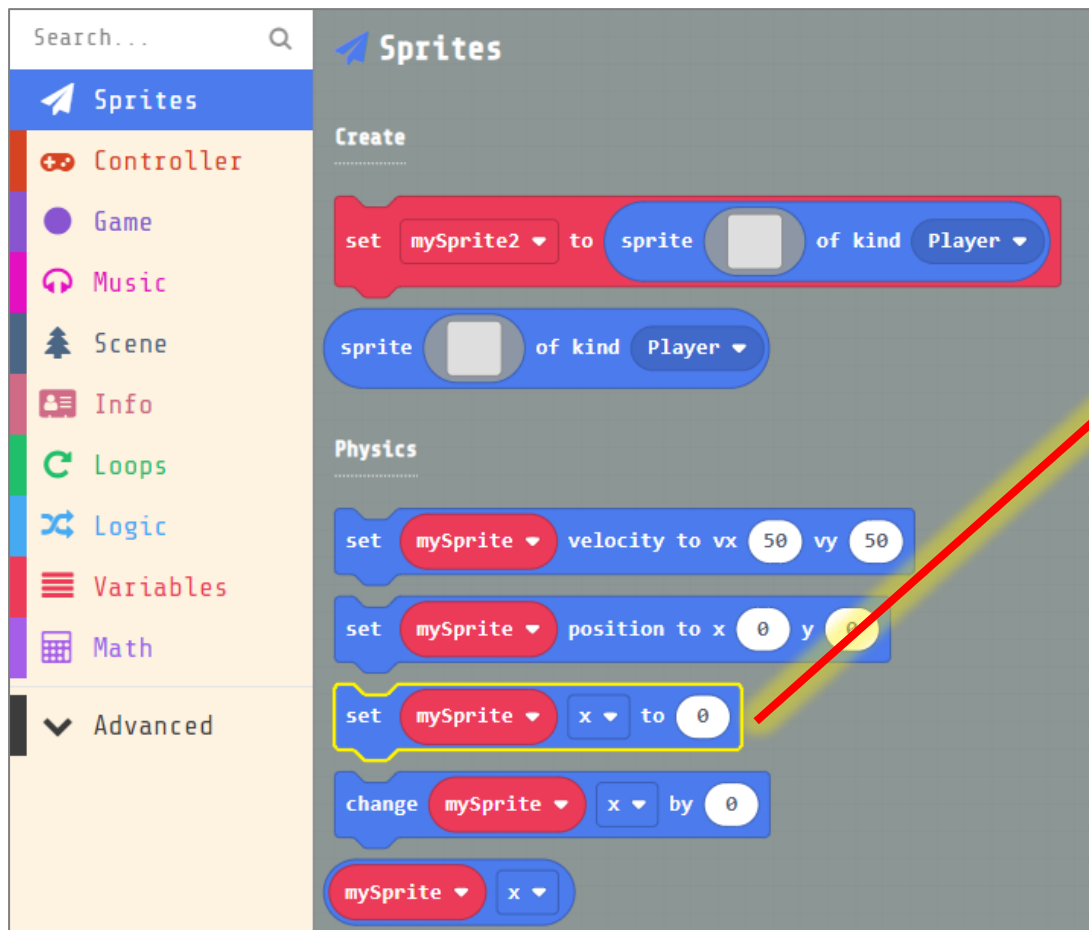 Search...
Sprites
Controller
Game
Music
Scene
Info
Loops
Logic
Variables
Math
Advanced
Sprites
Create
set mySprite2 to sprite of kind Player
sprite of kind Player
Physics
set mySprite velocity to vx 50 vy 50
set mySprite position to x 0 y 0
set mySprite x to 0
change mySprite x by 0
mySprite x